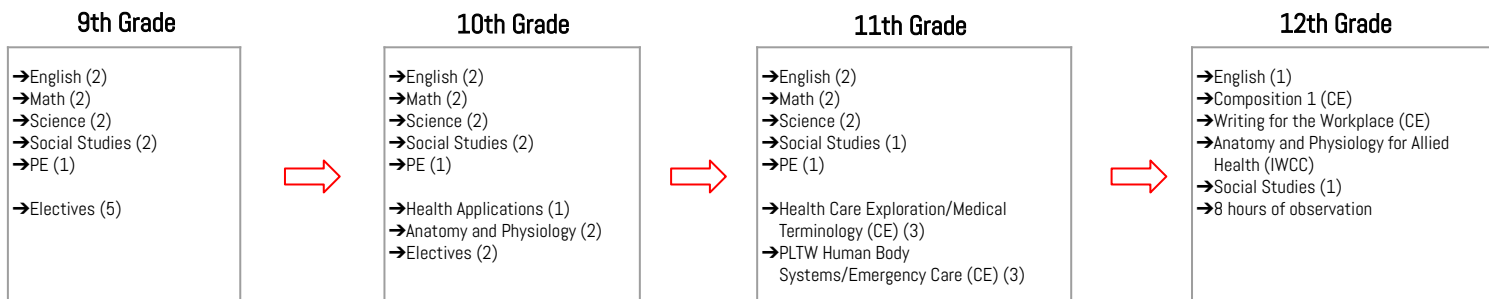 9th Grade
➔English (2)
➔Math (2)
➔Science (2)
➔Social Studies (2)
➔PE (1)
➔Electives (5)
10th Grade
➔English (2)
➔Math (2)
➔Science (2)
➔Social Studies (2)
➔PE (1)
➔Health Applications (1)
➔Anatomy and Physiology (2)
➔Electives (2)
11th Grade
➔English (2)
➔Math (2)
➔Science (2)
➔Social Studies (1)
➔PE (1)
➔Health Care Exploration/Medical
Terminology (CE) (3)
➔PLTW Human Body
Systems/Emergency Care (CE) (3)
12th Grade
➔English (1)
➔Composition 1 (CE)
➔Writing for the Workplace (CE)
➔Anatomy and Physiology for Allied
Health (IWCC)
➔Social Studies (1)
➔8 hours of observation